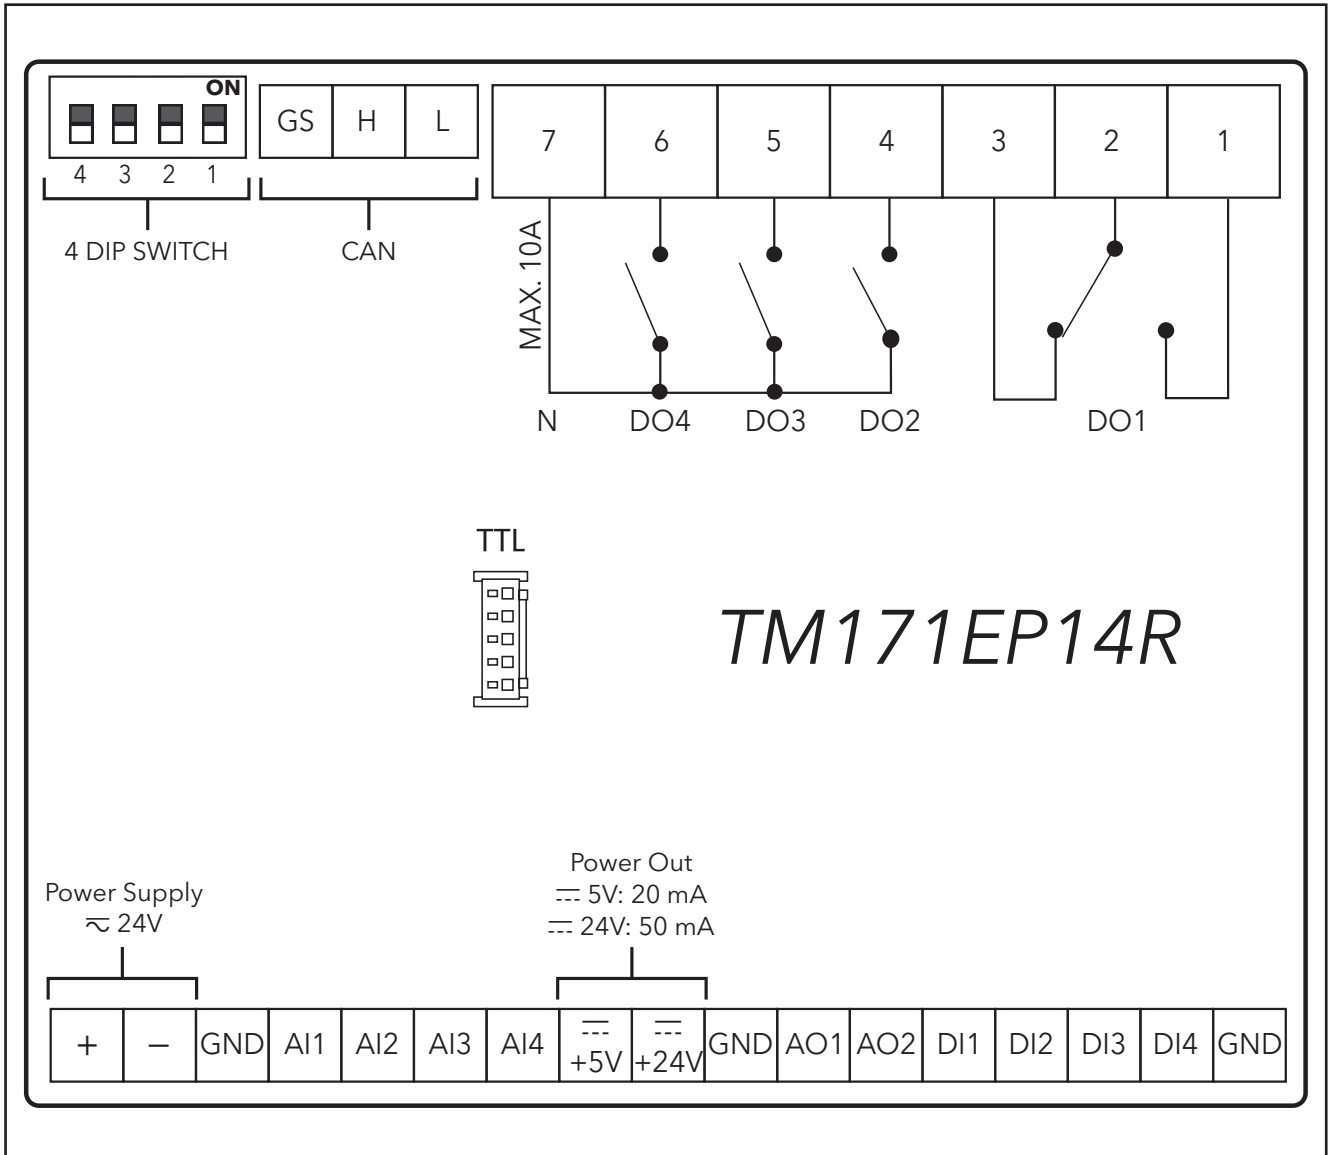 ON
GS H L
7 6 5 4 3 2 1
4 3 2 1
4 DIP SWITCH
CAN
MAX. 10A
N DO4 DO3 DO2 DO1
TTL
TM171EP14R
Power Out
5V: 20 mA
24V: 50 mA
Power Supply
24V
+ − GND AI1 AI2 AI3 AI4 +5V +24V GND AO1 AO2 DI1 DI2 DI3 DI4 GND